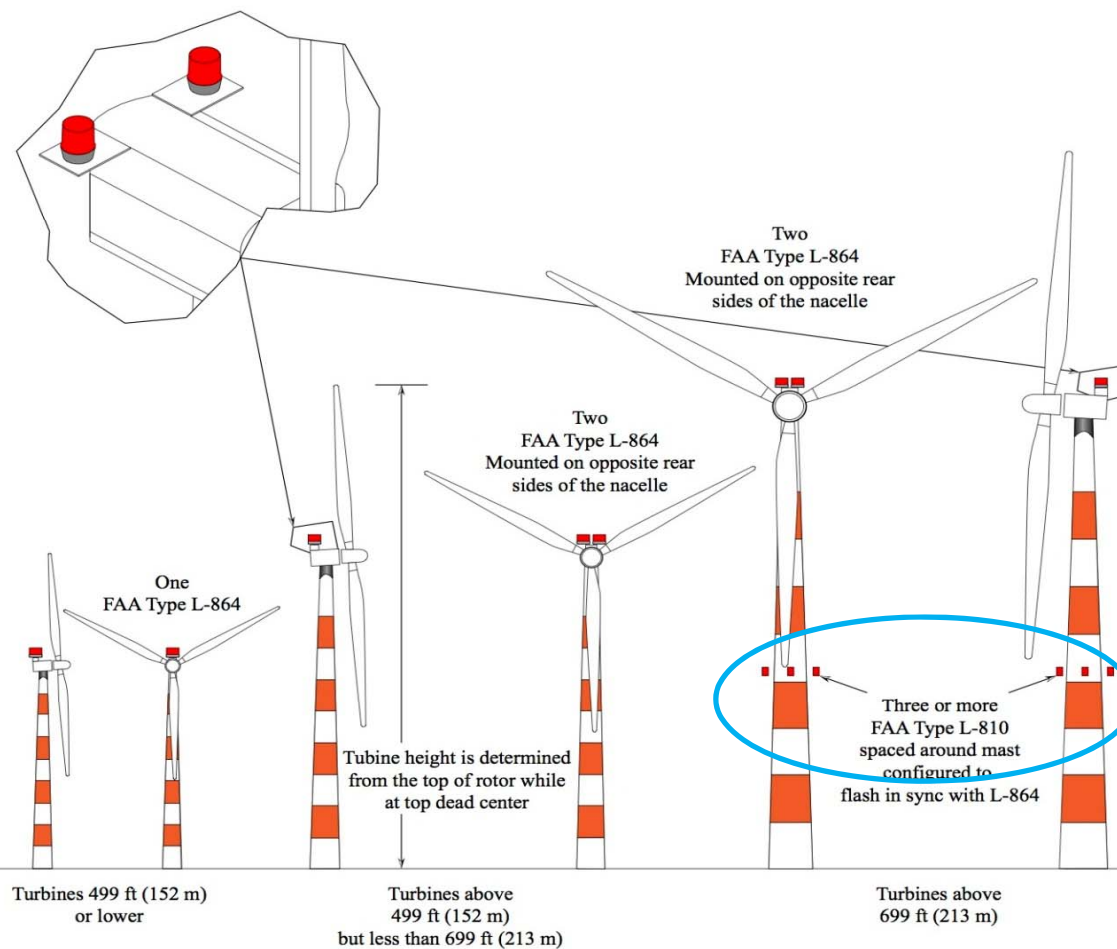 Two
FAA Type L-864
Mounted on opposite rear
sides of the nacelle
Two
FAA Type L-864
Mounted on opposite rear
sides of the nacelle
One
FAA Type L-864
Three or more
FAA Type L-810
spaced around mast
configured to
flash in sync with L-864
Tubine height is determined
from the top of rotor while
at top dead center
Turbines 499 ft (152 m)
or lower
Turbines above
499 ft (152 m)
but less than 699 ft (213 m)
Turbines above
699 ft (213 m)